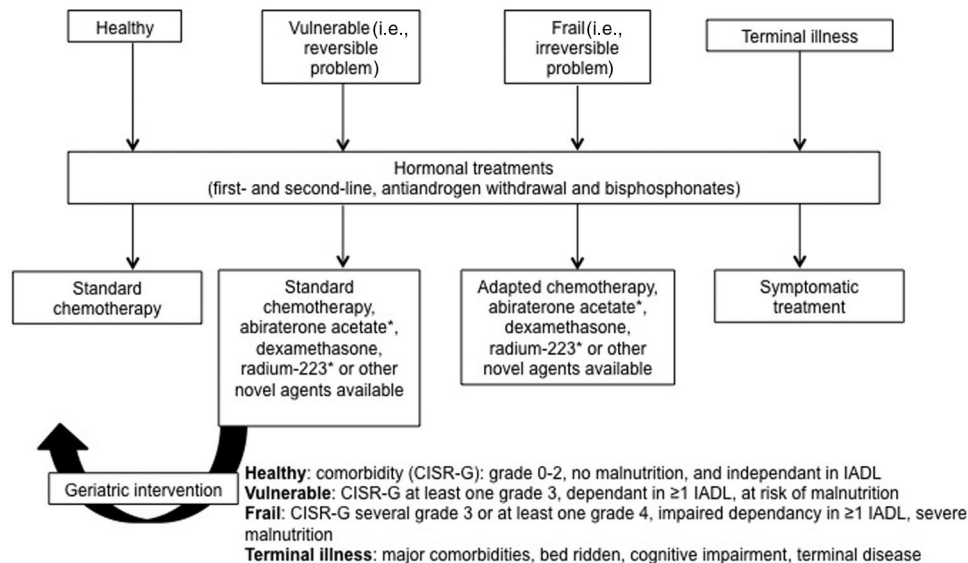 Healthy
Vulnerable(i.e.,
reversible
problem)
Frail(i.e.,
irreversible
problem)
Terminal illness
Hormonal treatments
(first- and second-line, antiandrogen withdrawal and bisphosphonates)
Standard
chemotherapy
Standard
chemotherapy,
abiraterone acetate*,
dexamethasone,
radium-223* or other
novel agents available
Adapted chemotherapy,
abiraterone acetate*,
dexamethasone,
radium-223* or other
novel agents available
Symptomatic
treatment
Geriatric intervention
Healthy: comorbidity (CISR-G): grade 0-2, no malnutrition, and independant in IADL
Vulnerable: CISR-G at least one grade 3, dependant in ≥1 IADL, at risk of malnutrition
Frail: CISR-G several grade 3 or at least one grade 4, impaired dependancy in ≥1 IADL, severe
malnutrition
Terminal illness: major comorbidities, bed ridden, cognitive impairment, terminal disease